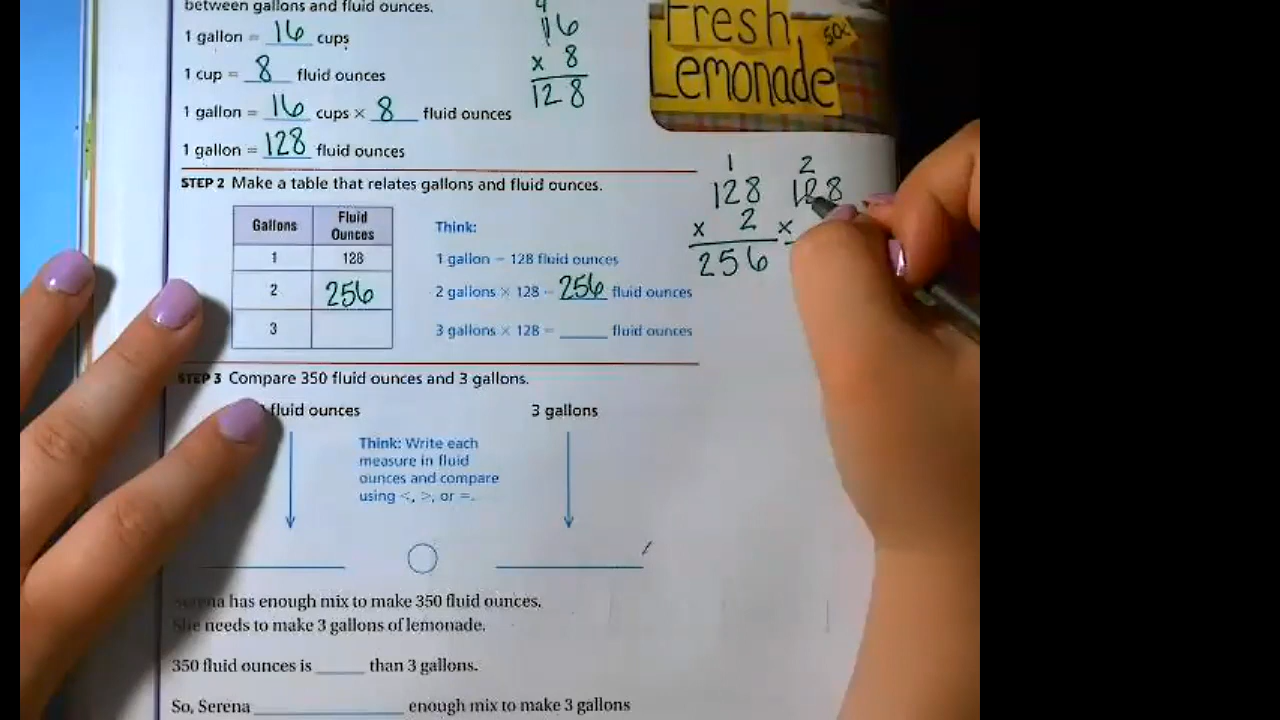 between gallons and fluid ounces.
1 gallon = 16 cups
1 cup = 8 fluid ounces
1 gallon = 16 cups × 8 fluid ounces
1 gallon = 128 fluid ounces
4
16
x 8
128
Fresh
50¢
Lemonade
STEP 2 Make a table that relates gallons and fluid ounces.
Gallons Fluid Ounces
1 128
2 256
3
Think:
1 gallon = 128 fluid ounces
2 gallons × 128 = 256 fluid ounces
3 gallons × 128 = ____ fluid ounces
1
128
x 2
256
2
128
x
STEP 3 Compare 350 fluid ounces and 3 gallons.
fluid ounces 3 gallons
Think: Write each
measure in fluid
ounces and compare
using <, >, or =.
Serena has enough mix to make 350 fluid ounces.
She needs to make 3 gallons of lemonade.
350 fluid ounces is ____ than 3 gallons.
So, Serena ____ enough mix to make 3 gallons